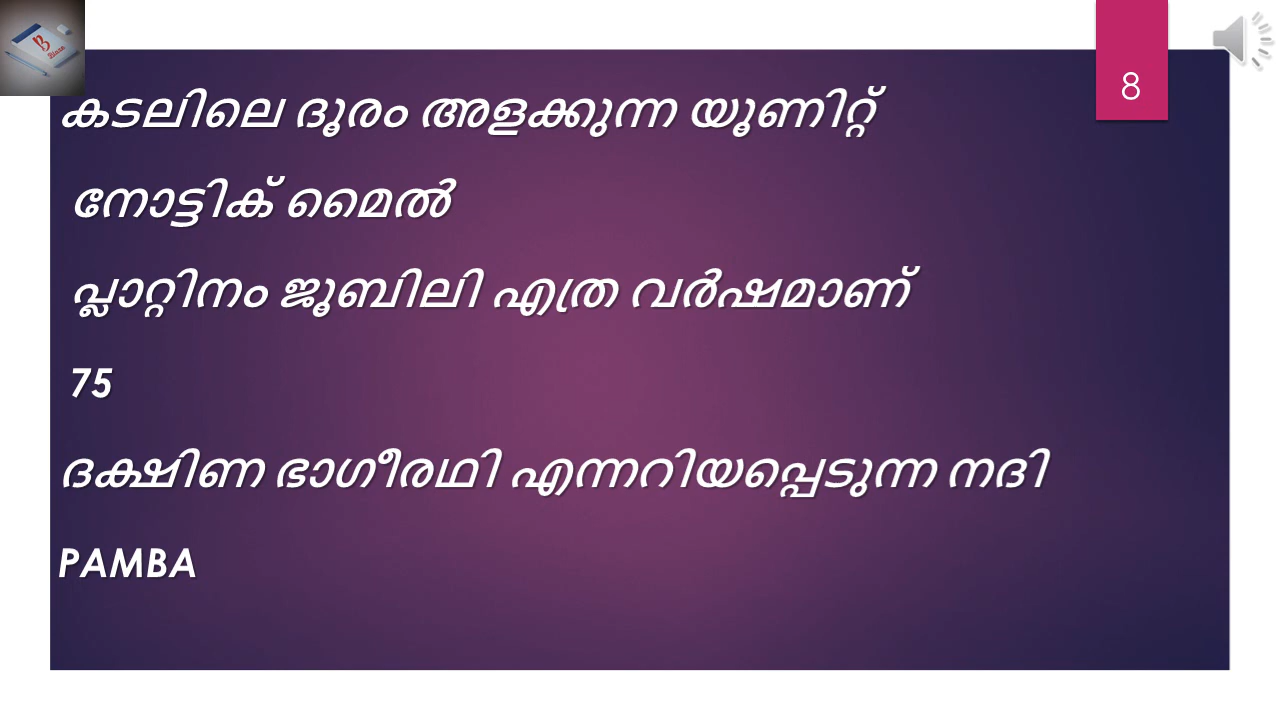 8
കടലിലെ ദൂരം അളക്കുന്ന യൂണിറ്റ്
നോട്ടിക് മൈൽ
പ്ലാറ്റിനം ജൂബിലി എത്ര വർഷമാണ്
75
ദക്ഷിണ ഭാഗീരഥി എന്നറിയപ്പെടുന്ന നദി
PAMBA